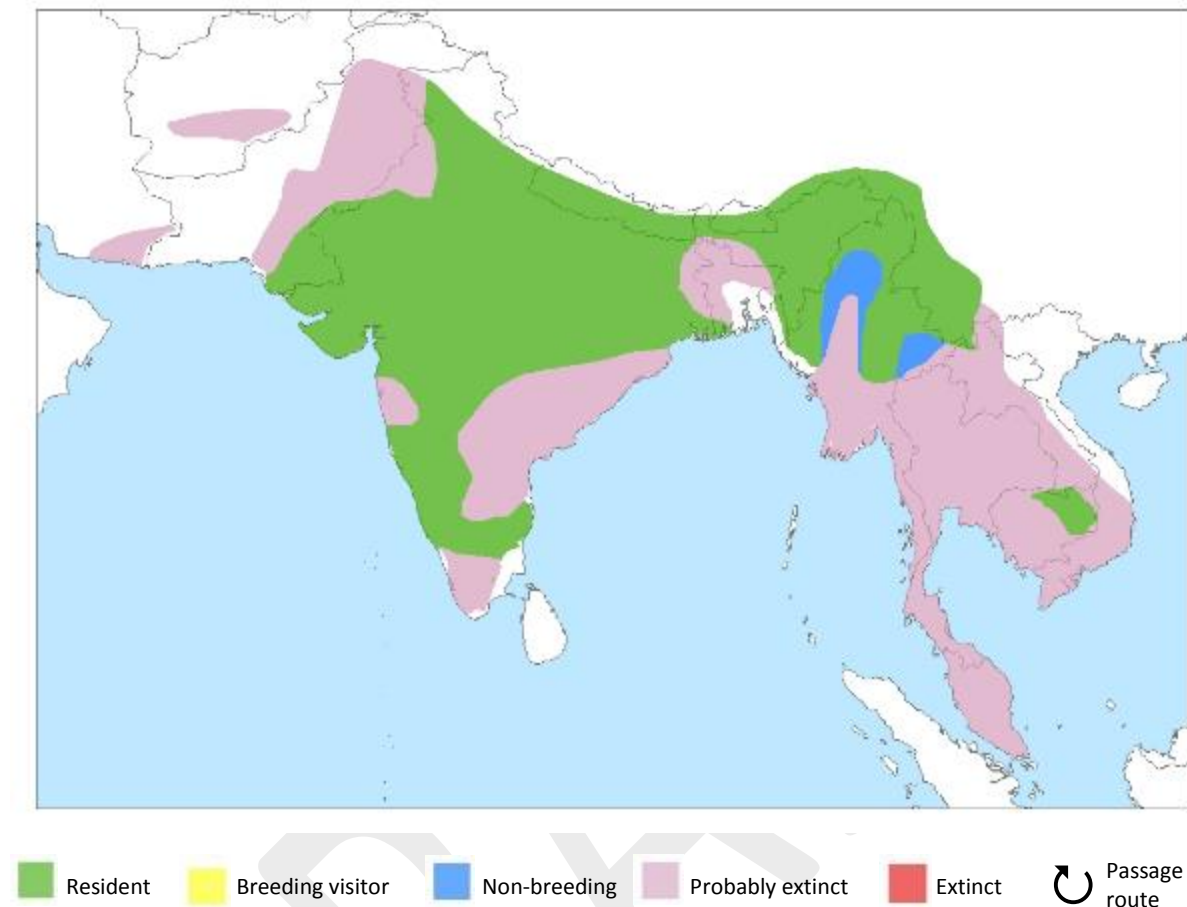 Resident
Breeding visitor
Non-breeding
Probably extinct
Extinct
Passage
route